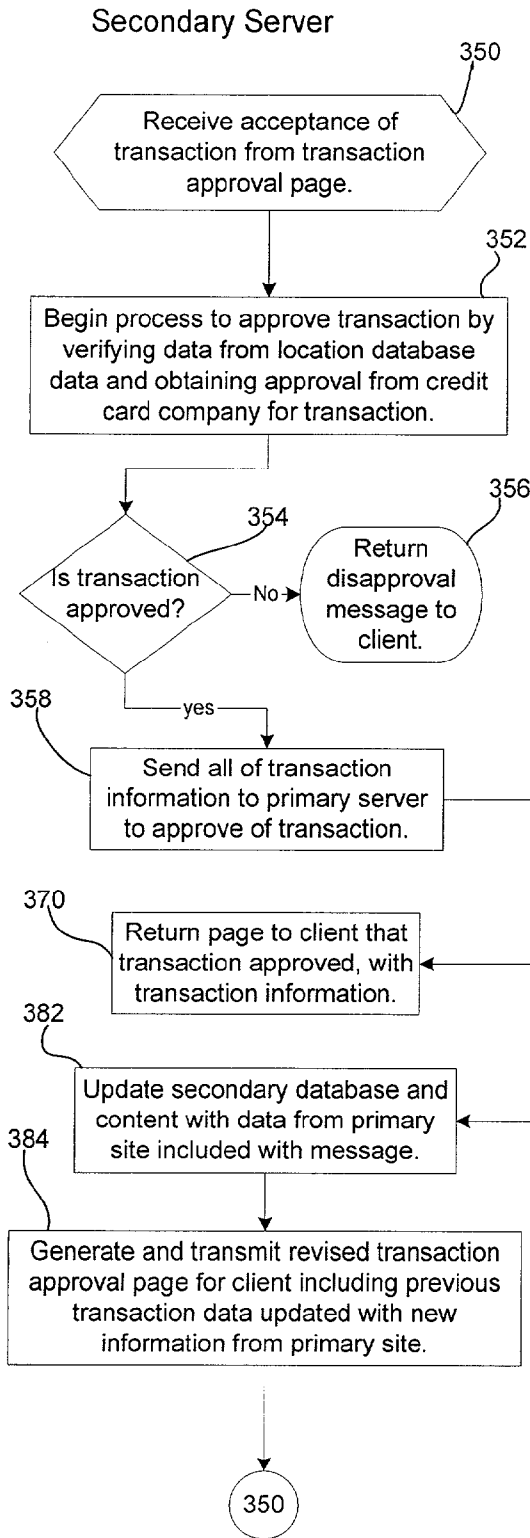 Secondary Server
350
Receive acceptance of
transaction from transaction
approval page.
352
Begin process to approve transaction by
verifying data from location database
data and obtaining approval from credit
card company for transaction.
354
Is transaction
approved?
No
356
Return
disapproval
message to
client.
yes
358
Send all of transaction
information to primary server
to approve of transaction.
370
Return page to client that
transaction approved, with
transaction information.
382
Update secondary database and
content with data from primary
site included with message.
384
Generate and transmit revised transaction
approval page for client including previous
transaction data updated with new
information from primary site.
350